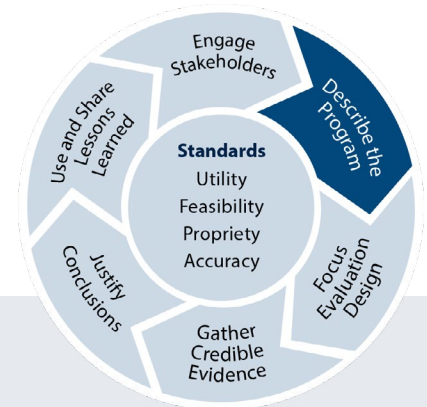 Engage
Stakeholders
Describe the
Program
Focus
Evaluation
Design
Gather
Credible
Evidence
Justify
Conclusions
Use and Share
Lessons
Learned
Standards
Utility
Feasibility
Propriety
Accuracy